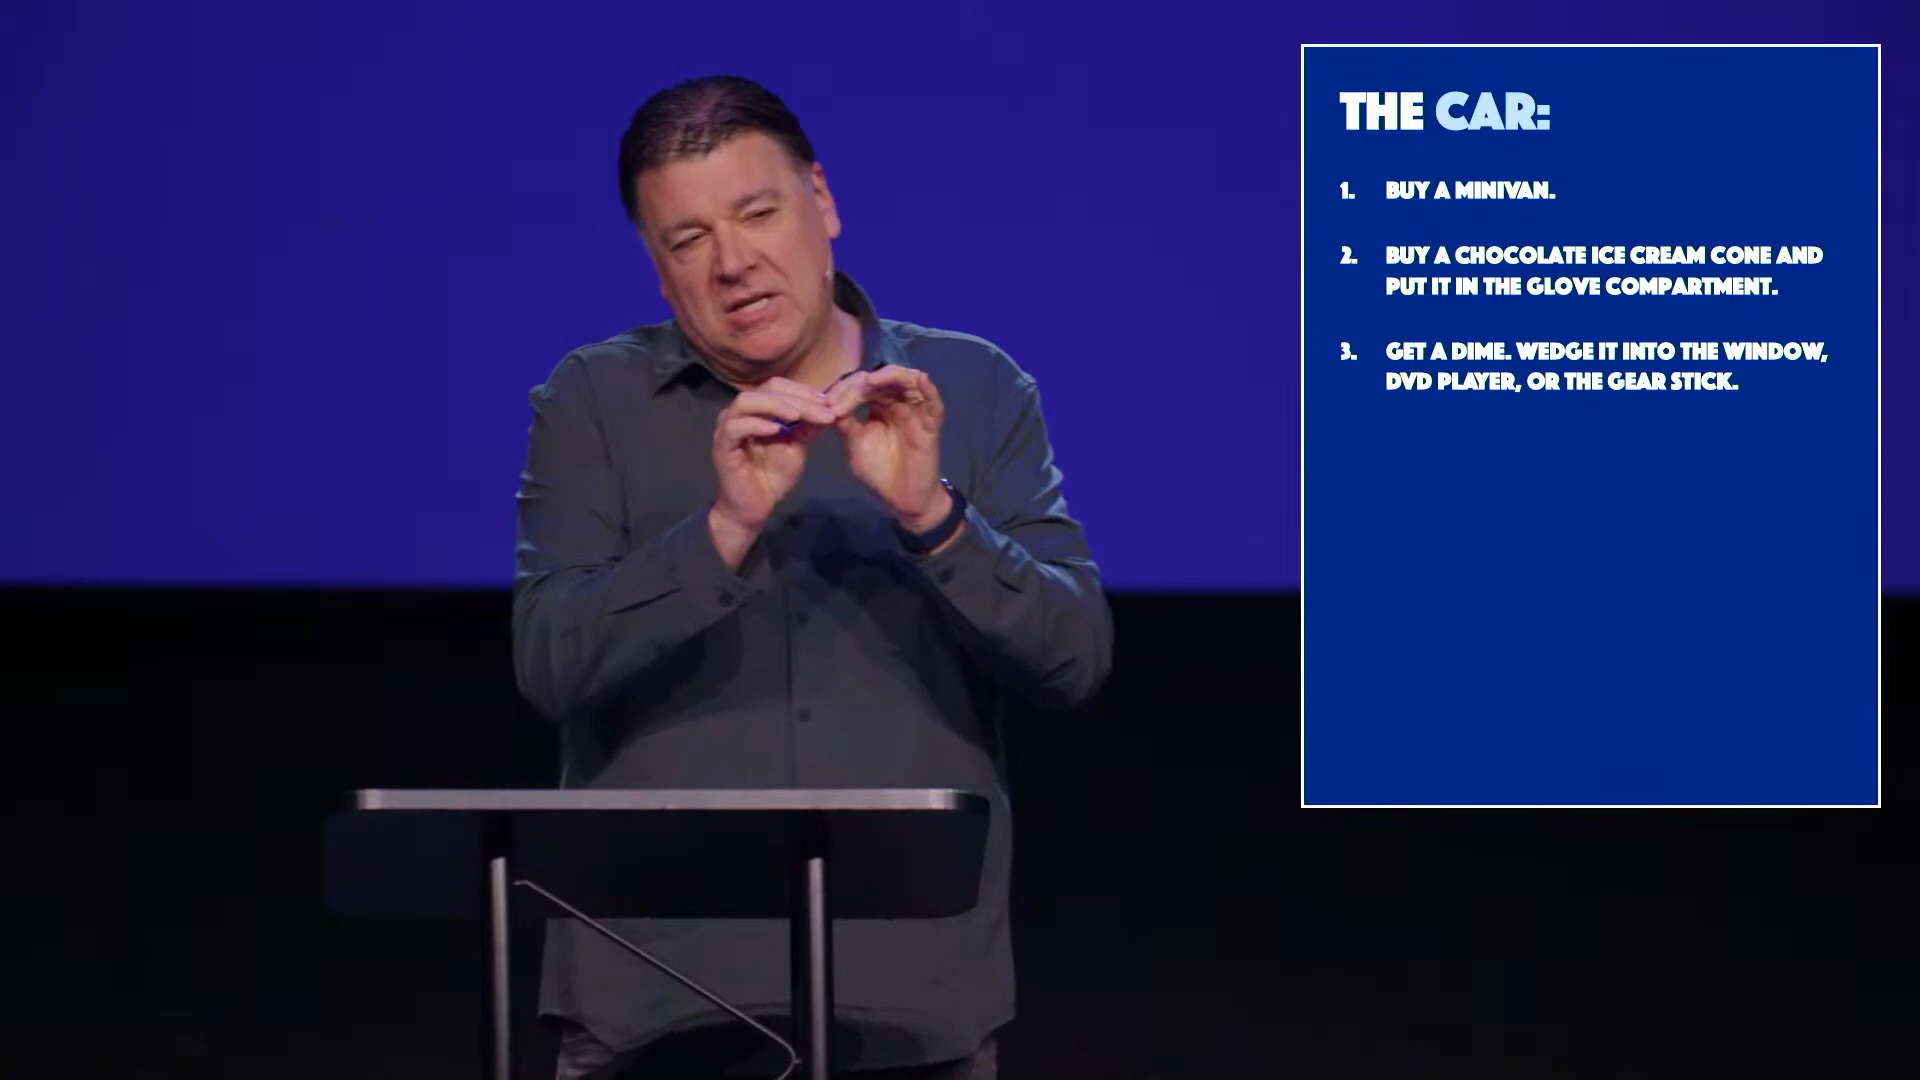 THE CAR:
1. BUY A MINIVAN.
2. BUY A CHOCOLATE ICE CREAM CONE AND
PUT IT IN THE GLOVE COMPARTMENT.
3. GET A DIME. WEDGE IT INTO THE WINDOW,
DVD PLAYER, OR THE GEAR STICK.